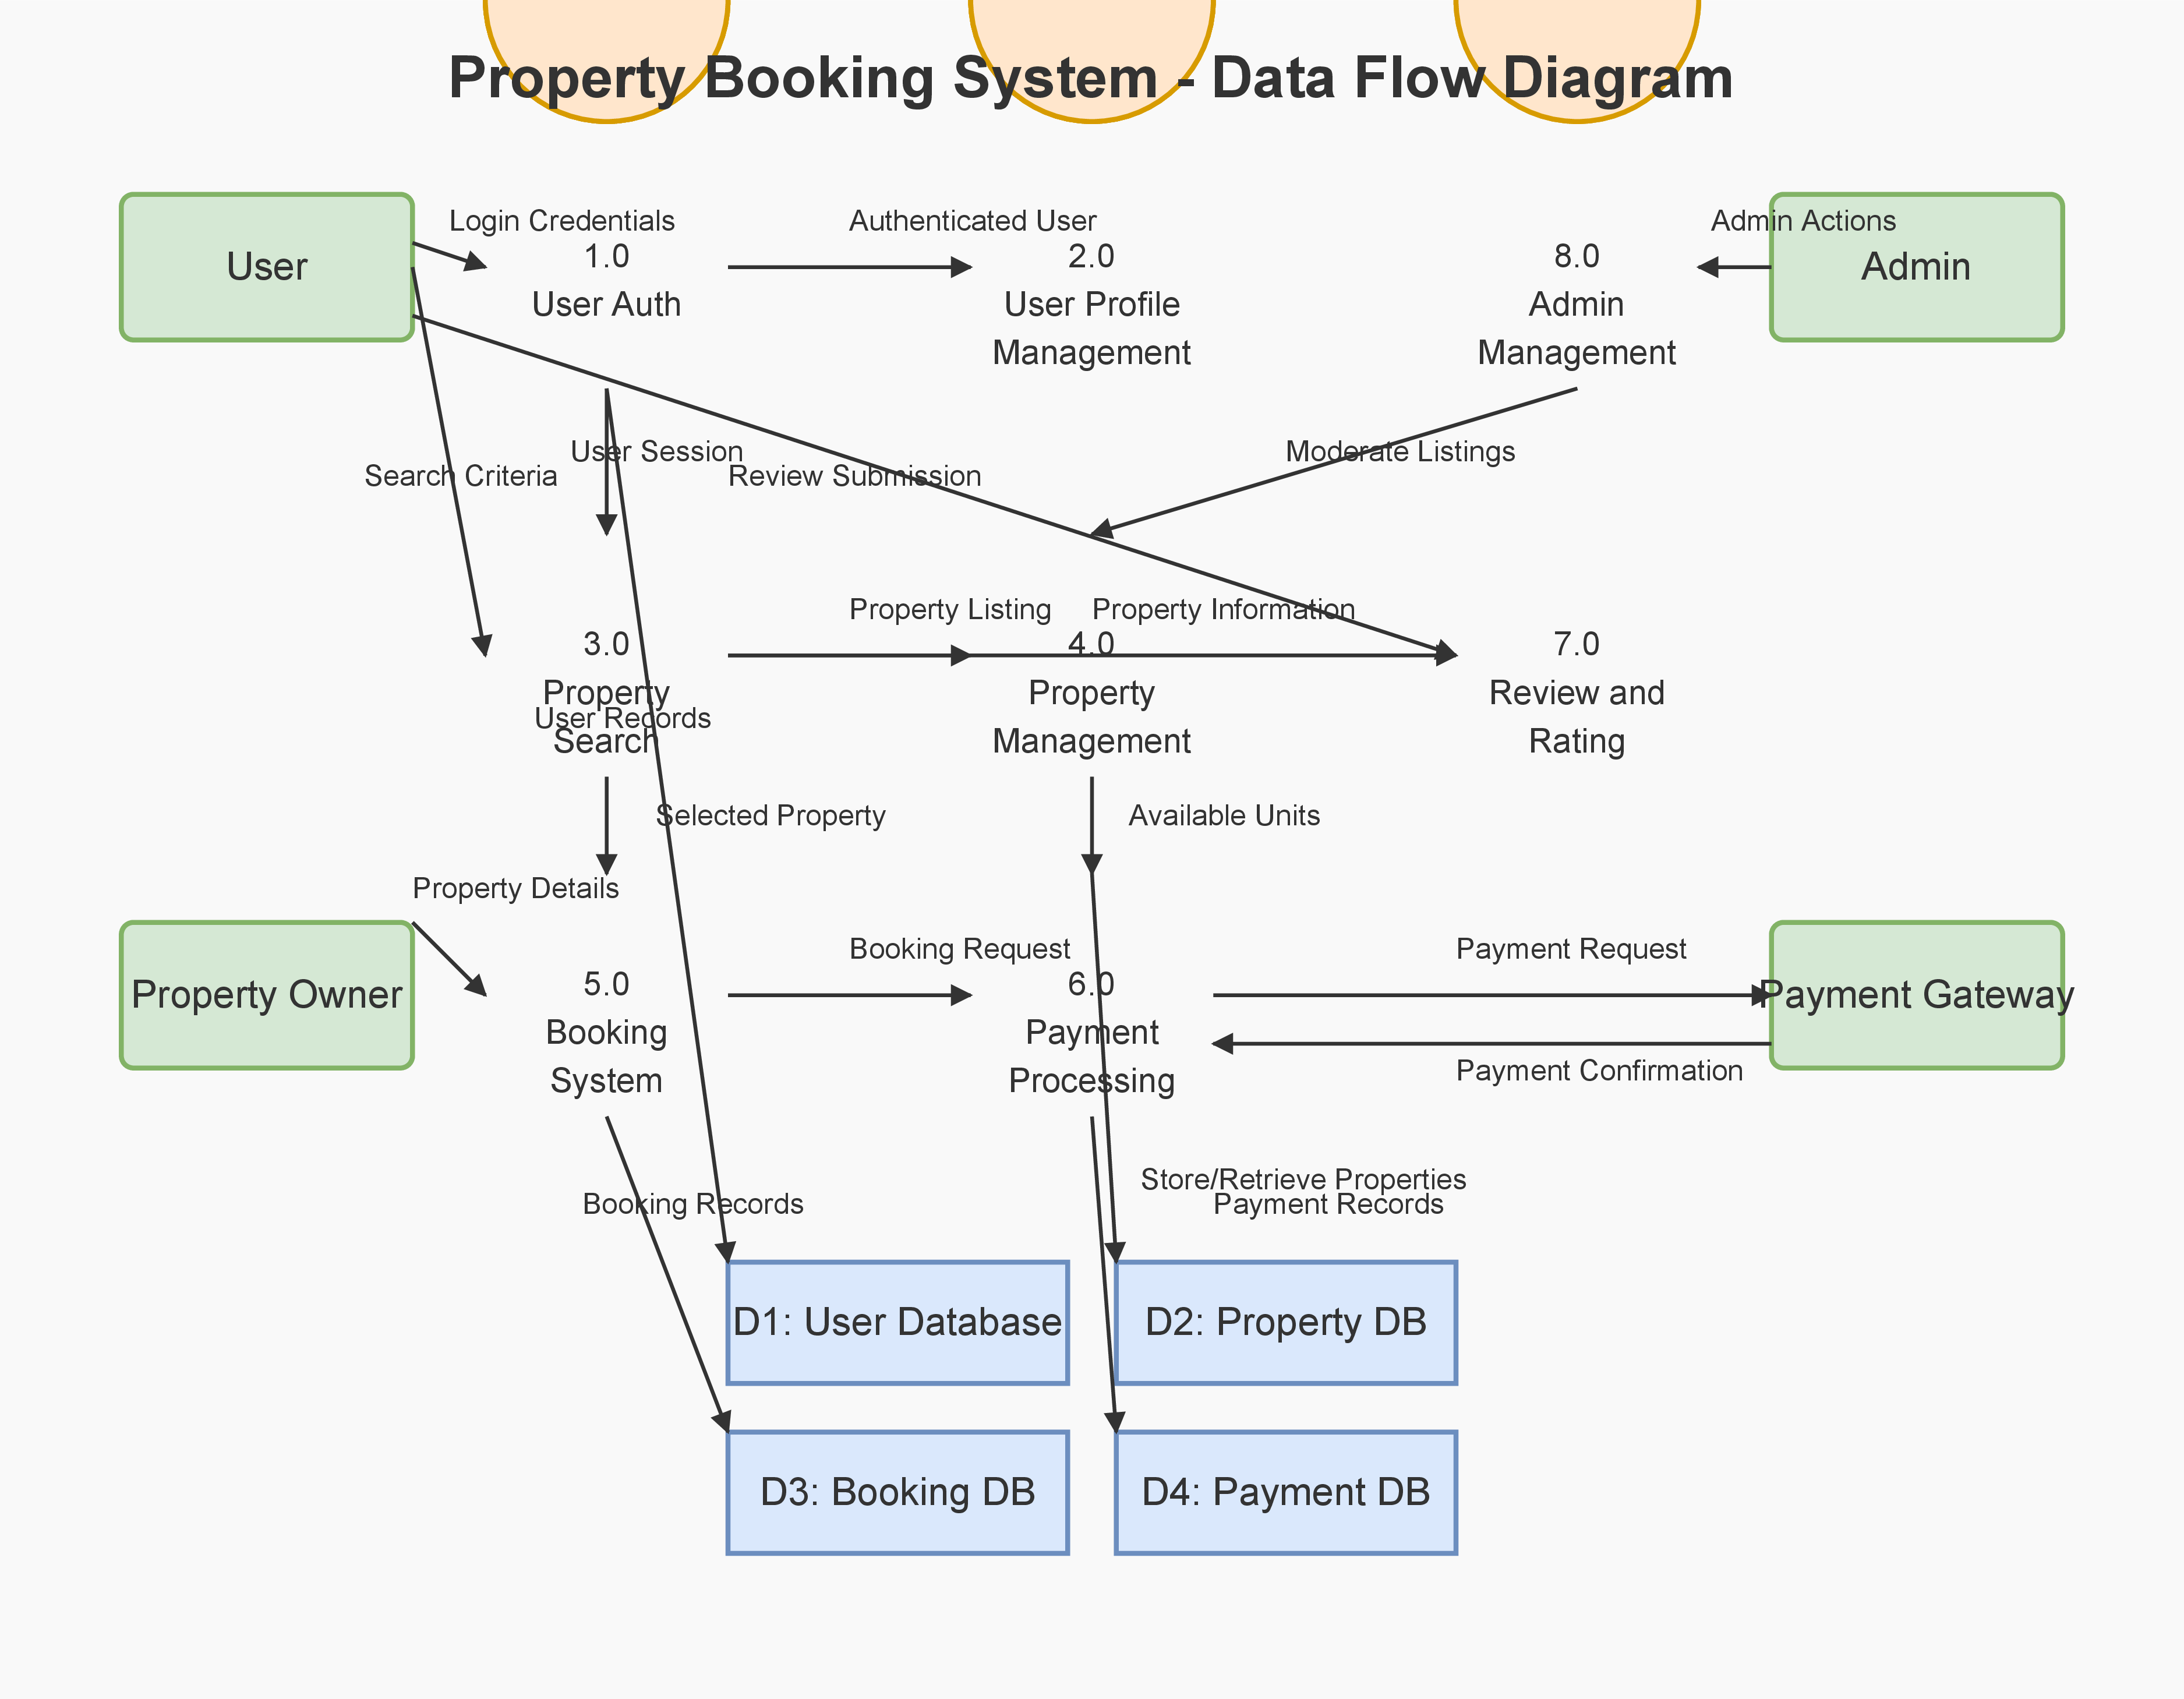 Property Booking System - Data Flow Diagram
User
Login Credentials
1.0
User Auth
Authenticated User
2.0
User Profile
Management
8.0
Admin
Management
Admin Actions
Admin
Search Criteria
User Session
Review Submission
Moderate Listings
Property Listing
Property Information
3.0
Property
Search
User Records
4.0
Property
Management
7.0
Review and
Rating
Selected Property
Available Units
Property Details
Property Owner
5.0
Booking
System
Booking Request
6.0
Payment
Processing
Payment Request
Payment Gateway
Payment Confirmation
Booking Records
Store/Retrieve Properties
Payment Records
D1: User Database
D2: Property DB
D3: Booking DB
D4: Payment DB